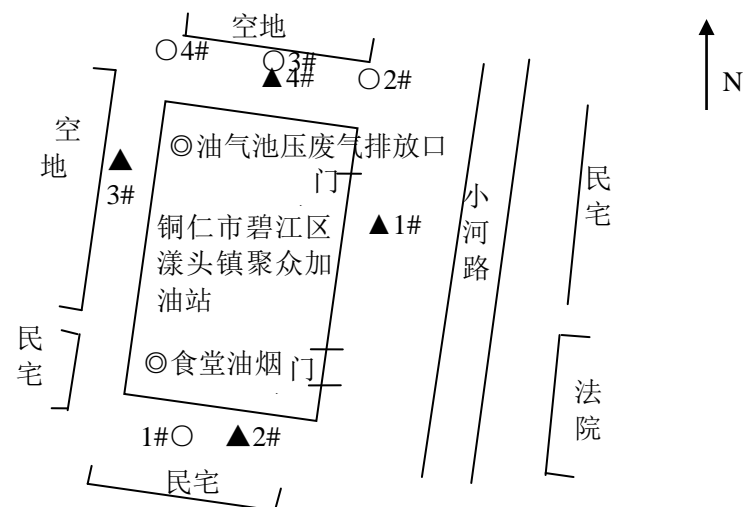 空地
○4#
○3#
▲4#
○2#
N
空
地
▲
3#
◎油气池压废气排放口
门
民
宅
小
河
路
▲1#
铜仁市碧江区
漾头镇聚众加
油站
民
宅
◎食堂油烟
门
法
院
1#○
▲2#
民宅